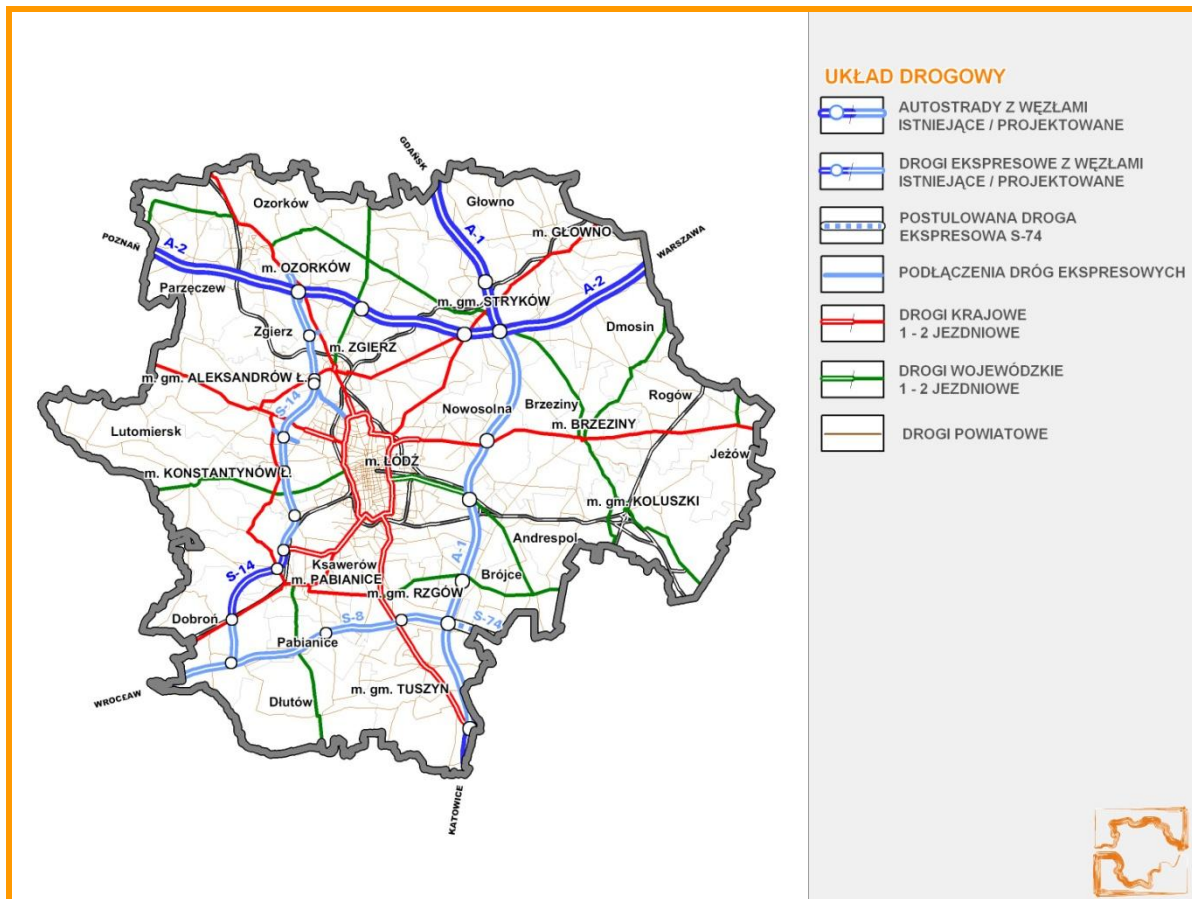 GDAŃSK
Ozorków
Głowno
m. GŁOWNO
A-1
POZNAŃ
A-2
WARSZAWA
m. OZORKÓW
Parzęczew
m. gm. STRYKÓW
A-2
Zgierz
m. ZGIERZ
Dmosin
m. gm. ALEKSANDRÓW Ł.
S-14
Nowosolna
Brzeziny
Rogów
Lutomiersk
m. BRZEZINY
Jeżów
m. KONSTANTYNÓW Ł.
m. ŁÓDŹ
m. gm. KOLUSZKI
Andrespol
A-1
S-14
Ksawerów
m. PABIANICE
Brójce
m. gm. RZGÓW
Dobroń
S-8
S-74
Pabianice
WROCŁAW
Dłutów
m. gm. TUSZYN
KATOWICE
UKŁAD DROGOWY
AUTOSTRADY Z WĘZŁAMI
ISTNIEJĄCE / PROJEKTOWANE
DROGI EKSPRESOWE Z WĘZŁAMI
ISTNIEJĄCE / PROJEKTOWANE
POSTULOWANA DROGA
EKSPRESOWA S-74
PODŁĄCZENIA DRÓG EKSPRESOWYCH
DROGI KRAJOWE
1 - 2 JEZDNIOWE
DROGI WOJEWÓDZKIE
1 - 2 JEZDNIOWE
DROGI POWIATOWE